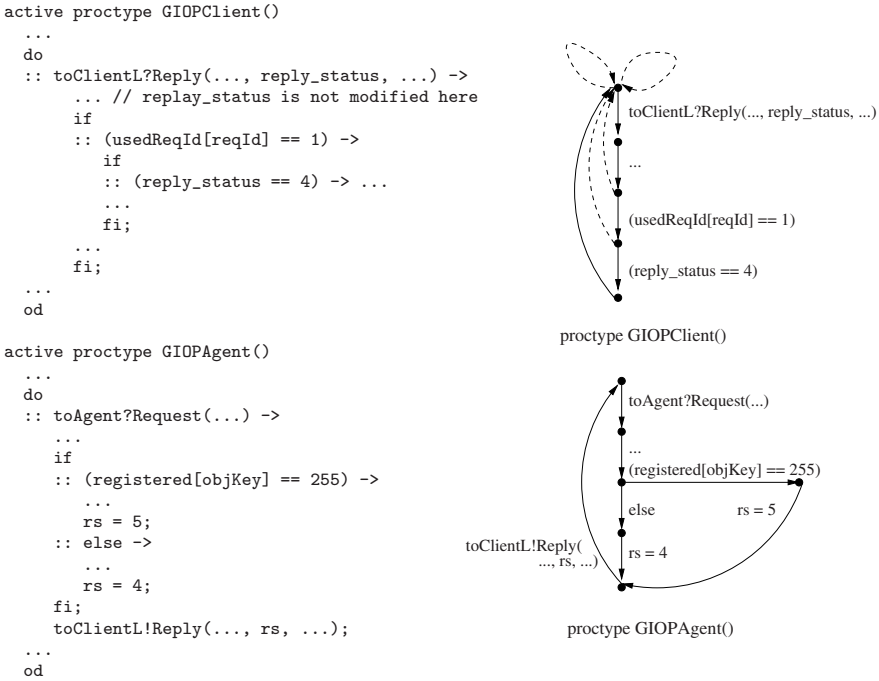 active proctype GIOPClient()
...
do
:: toClientL?Reply(..., reply_status, ...) ->
... // replay_status is not modified here
if
:: (usedReqId[reqId] == 1) ->
if
:: (reply_status == 4) -> ...
...
fi;
...
fi;
...
od
toClientL?Reply(..., reply_status, ...)
...
(usedReqId[reqId] == 1)
(reply_status == 4)
proctype GIOPClient()
active proctype GIOPAgent()
...
do
:: toAgent?Request(...) ->
...
if
:: (registered[objKey] == 255) ->
...
rs = 5;
:: else ->
...
rs = 4;
fi;
toClientL!Reply(..., rs, ...);
...
od
toAgent?Request(...)
...
(registered[objKey] == 255)
else
rs = 5
toClientL!Reply(
..., rs, ...)
rs = 4
proctype GIOPAgent()